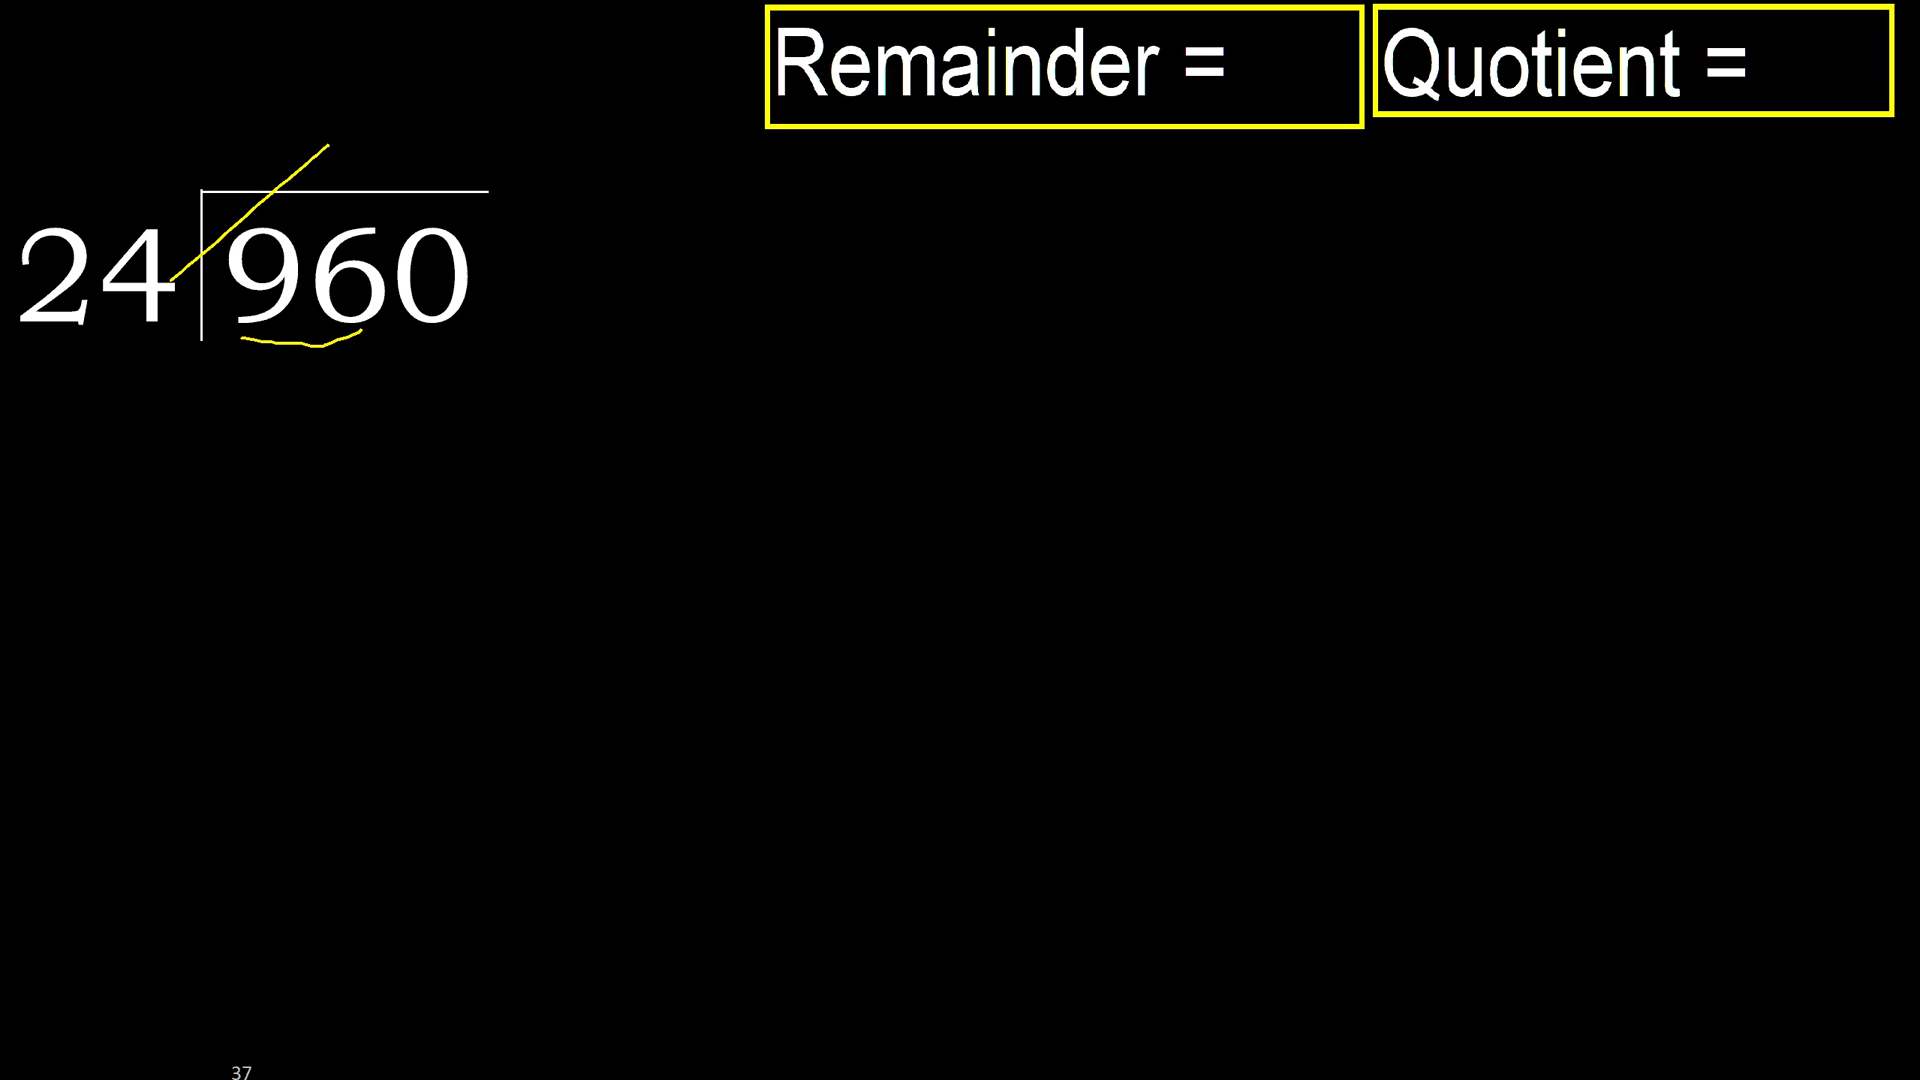 Remainder =
Quotient =
24 960
37